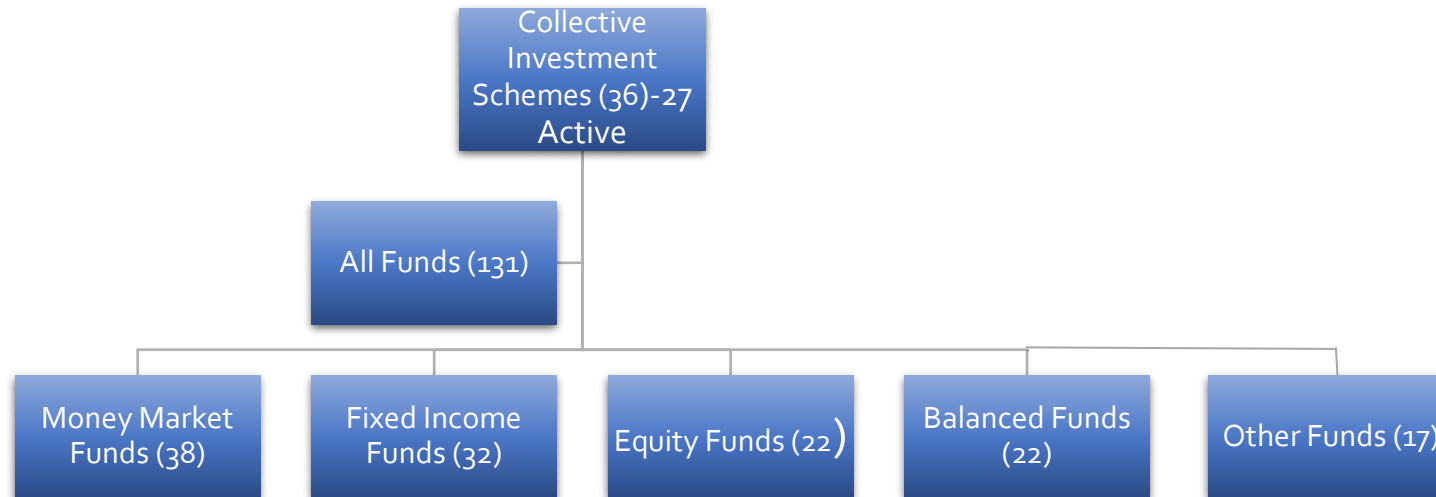 Collective
Investment
Schemes (36)-27
Active
All Funds (131)
Money Market
Funds (38)
Fixed Income
Funds (32)
Equity Funds (22)
Balanced Funds
(22)
Other Funds (17)